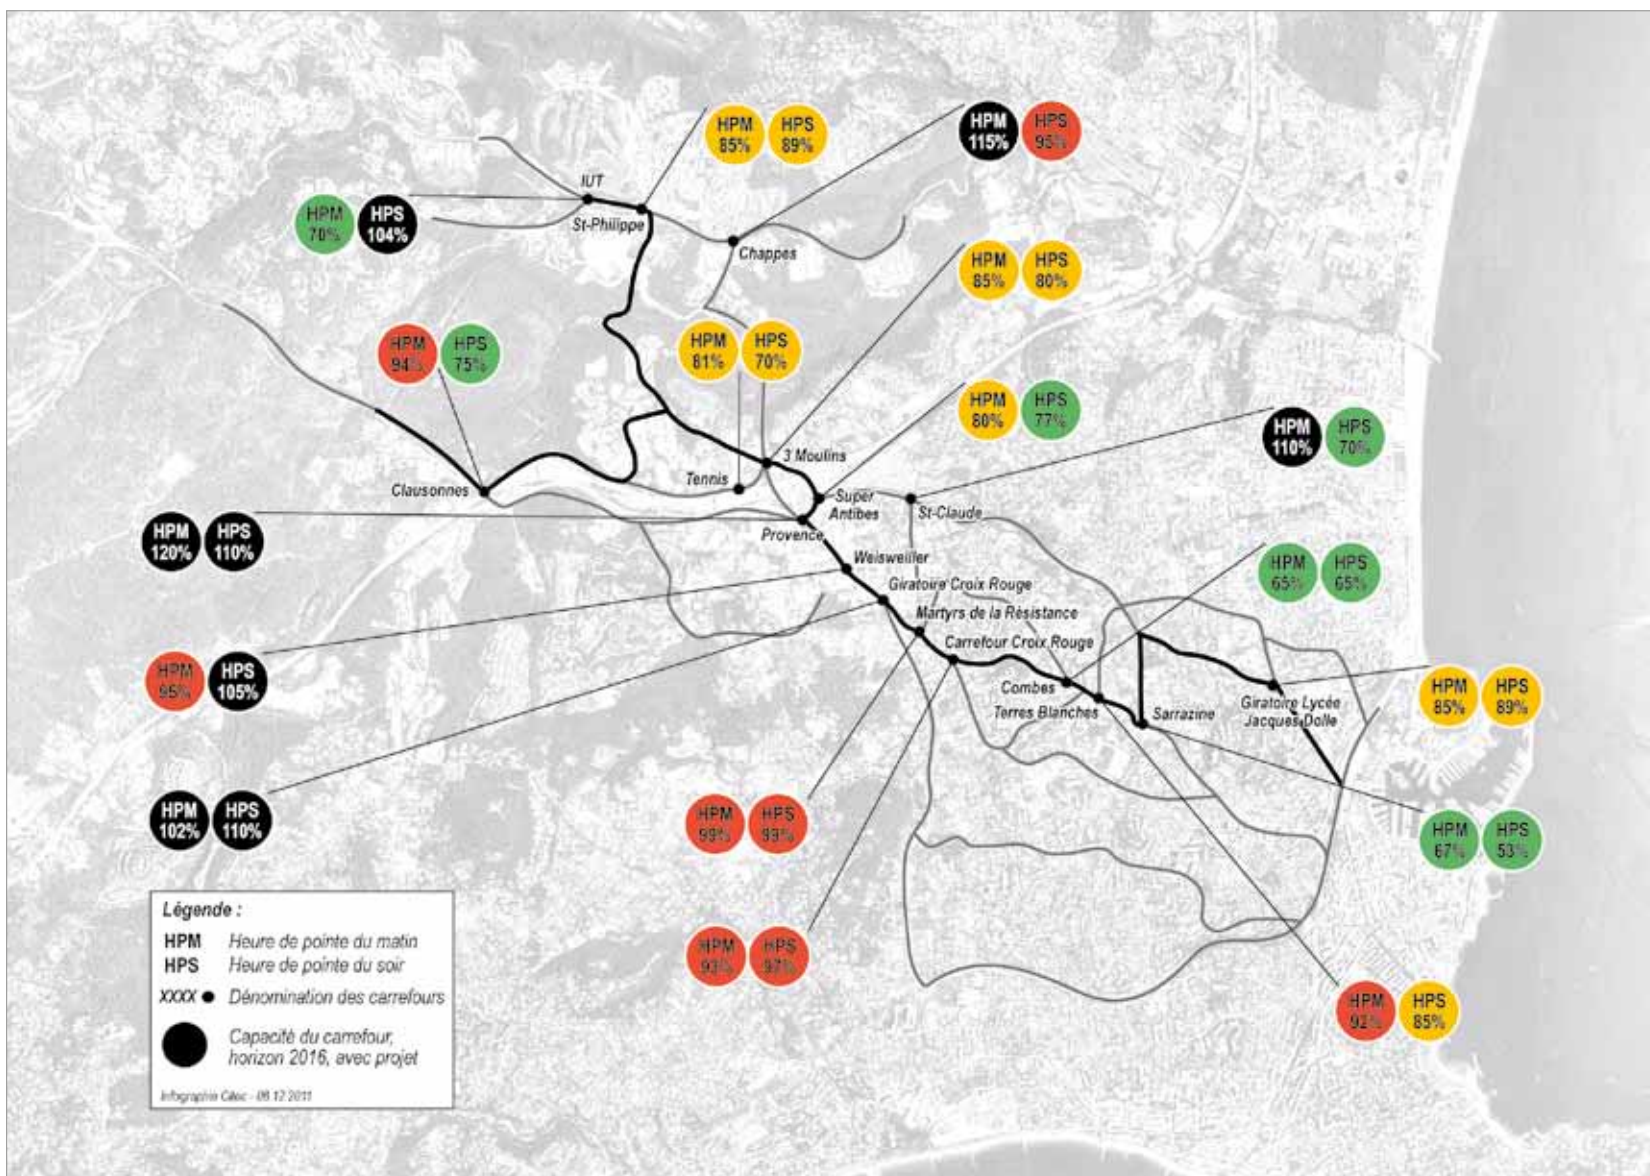 HPM 85%
HPS 89%
HPM 115%
HPS 95%
IUT
HPM 70%
HPS 104%
St-Philippe
Chappes
HPM 85%
HPS 80%
HPM 94%
HPS 75%
HPM 81%
HPS 70%
HPM 80%
HPS 77%
HPM 110%
HPS 70%
3 Moulins
Tennis
Clausonnes
Super
Antibes
St-Claude
Provence
HPM 120%
HPS 110%
Weisweiller
HPM 65%
HPS 65%
Giratoire Croix Rouge
Martyrs de la Résistance
Carrefour Croix Rouge
HPM 95%
HPS 105%
Combes
Terres Blanches
Sarrazine
Giratoire Lycée
Jacques Dolle
HPM 85%
HPS 89%
HPM 102%
HPS 110%
HPM 99%
HPS 99%
HPM 67%
HPS 53%
HPM 93%
HPS 97%
HPM 92%
HPS 85%
Légende :
HPM Heure de pointe du matin
HPS Heure de pointe du soir
XXXX Dénomination des carrefours
Capacité du carrefour,
horizon 2016, avec projet
Infographie Citec - 06 12 2011